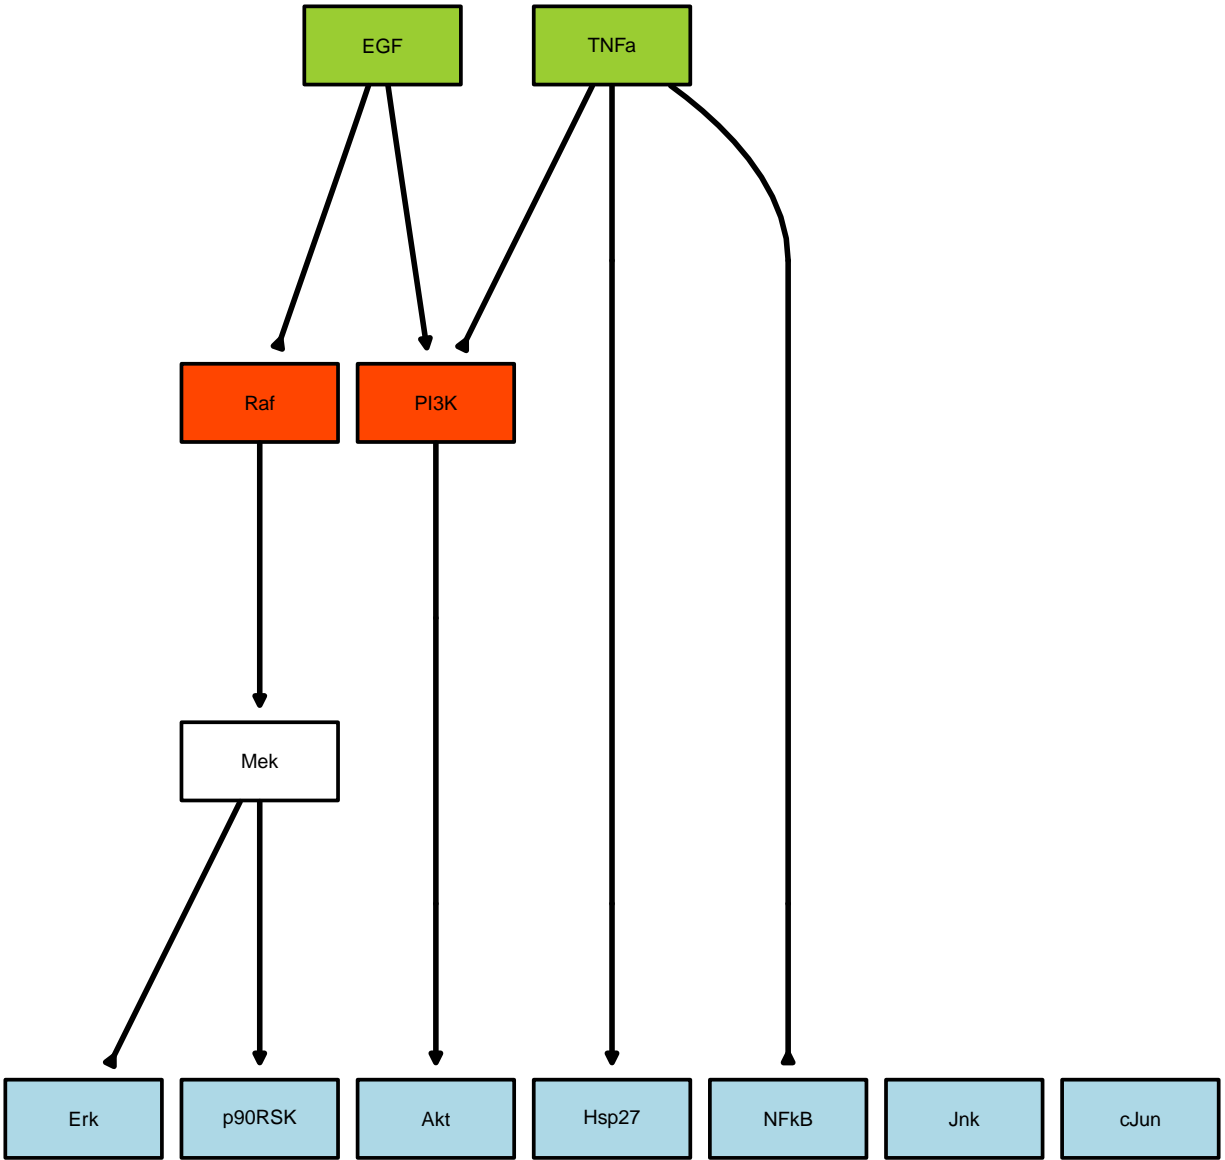 EGF
TNFa
Raf
PI3K
Mek
Erk
p90RSK
Akt
Hsp27
NFkB
Jnk
cJun